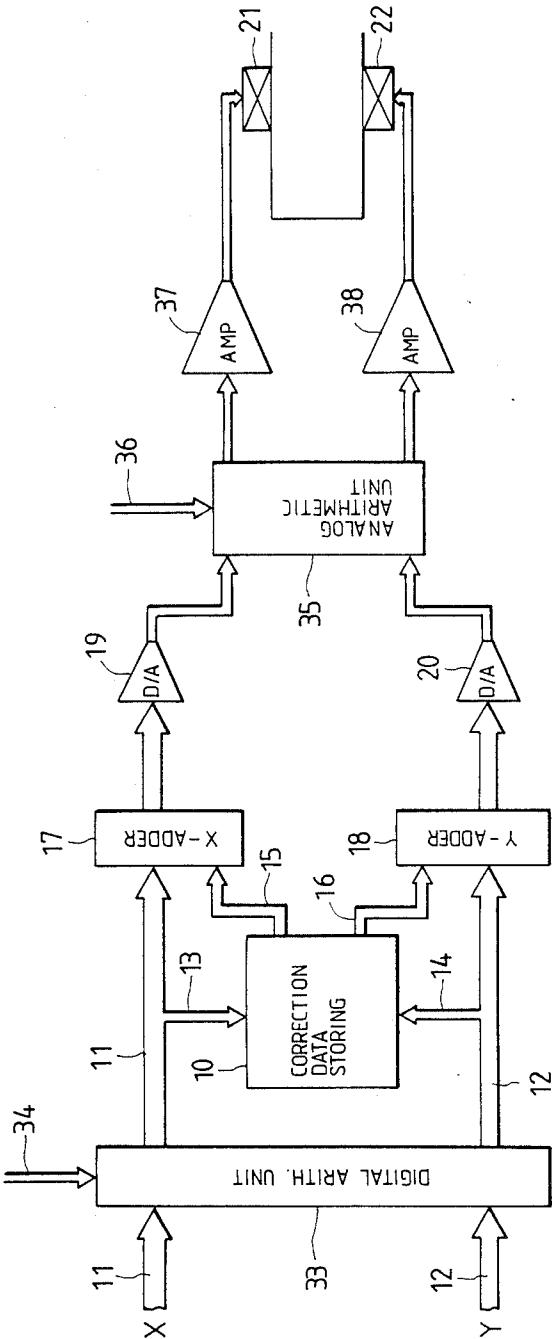 X
11
34
DIGITAL ARITH. UNIT
33
Y
12
11
13
10
CORRECTION
DATA
STORING
14
12
17
X-ADDER
15
16
18
Y-ADDER
19
D/A
20
D/A
36
ANALOG
ARITHMETIC
UNIT
35
37
AMP
38
AMP
21
22